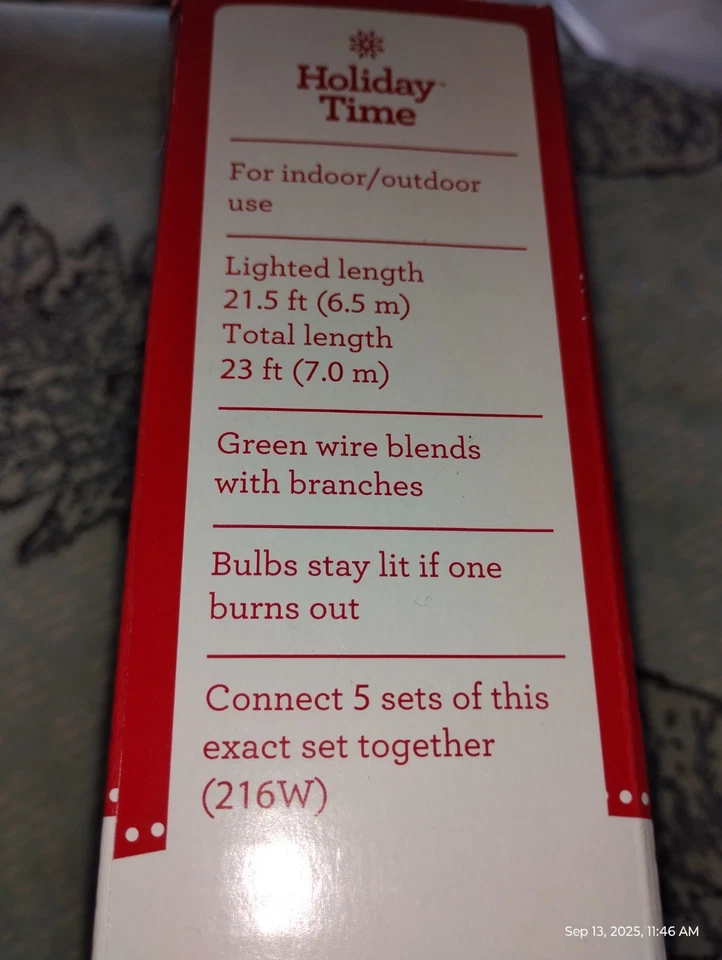 Holiday
Time
For indoor/outdoor
use
Lighted length
21.5 ft (6.5 m)
Total length
23 ft (7.0 m)
Green wire blends
with branches
Bulbs stay lit if one
burns out
Connect 5 sets of this
exact set together
(216W)
Sep 13, 2025, 11:46 AM